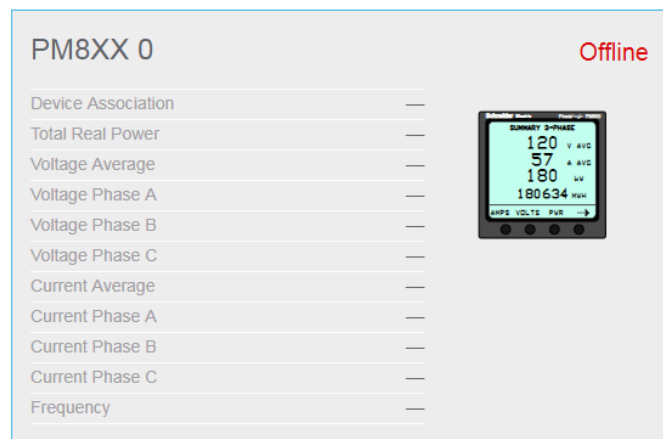 PM8XX 0
Offline
Device Association —
Total Real Power —
Voltage Average —
Voltage Phase A —
Voltage Phase B —
Voltage Phase C —
Current Average —
Current Phase A —
Current Phase B —
Current Phase C —
Frequency —
Schneider Electric
SUMMARY 3-PHASE
120 V AVG
57 A AVG
180 kW
180634 MWH
AMPS VOLTS PWR -->